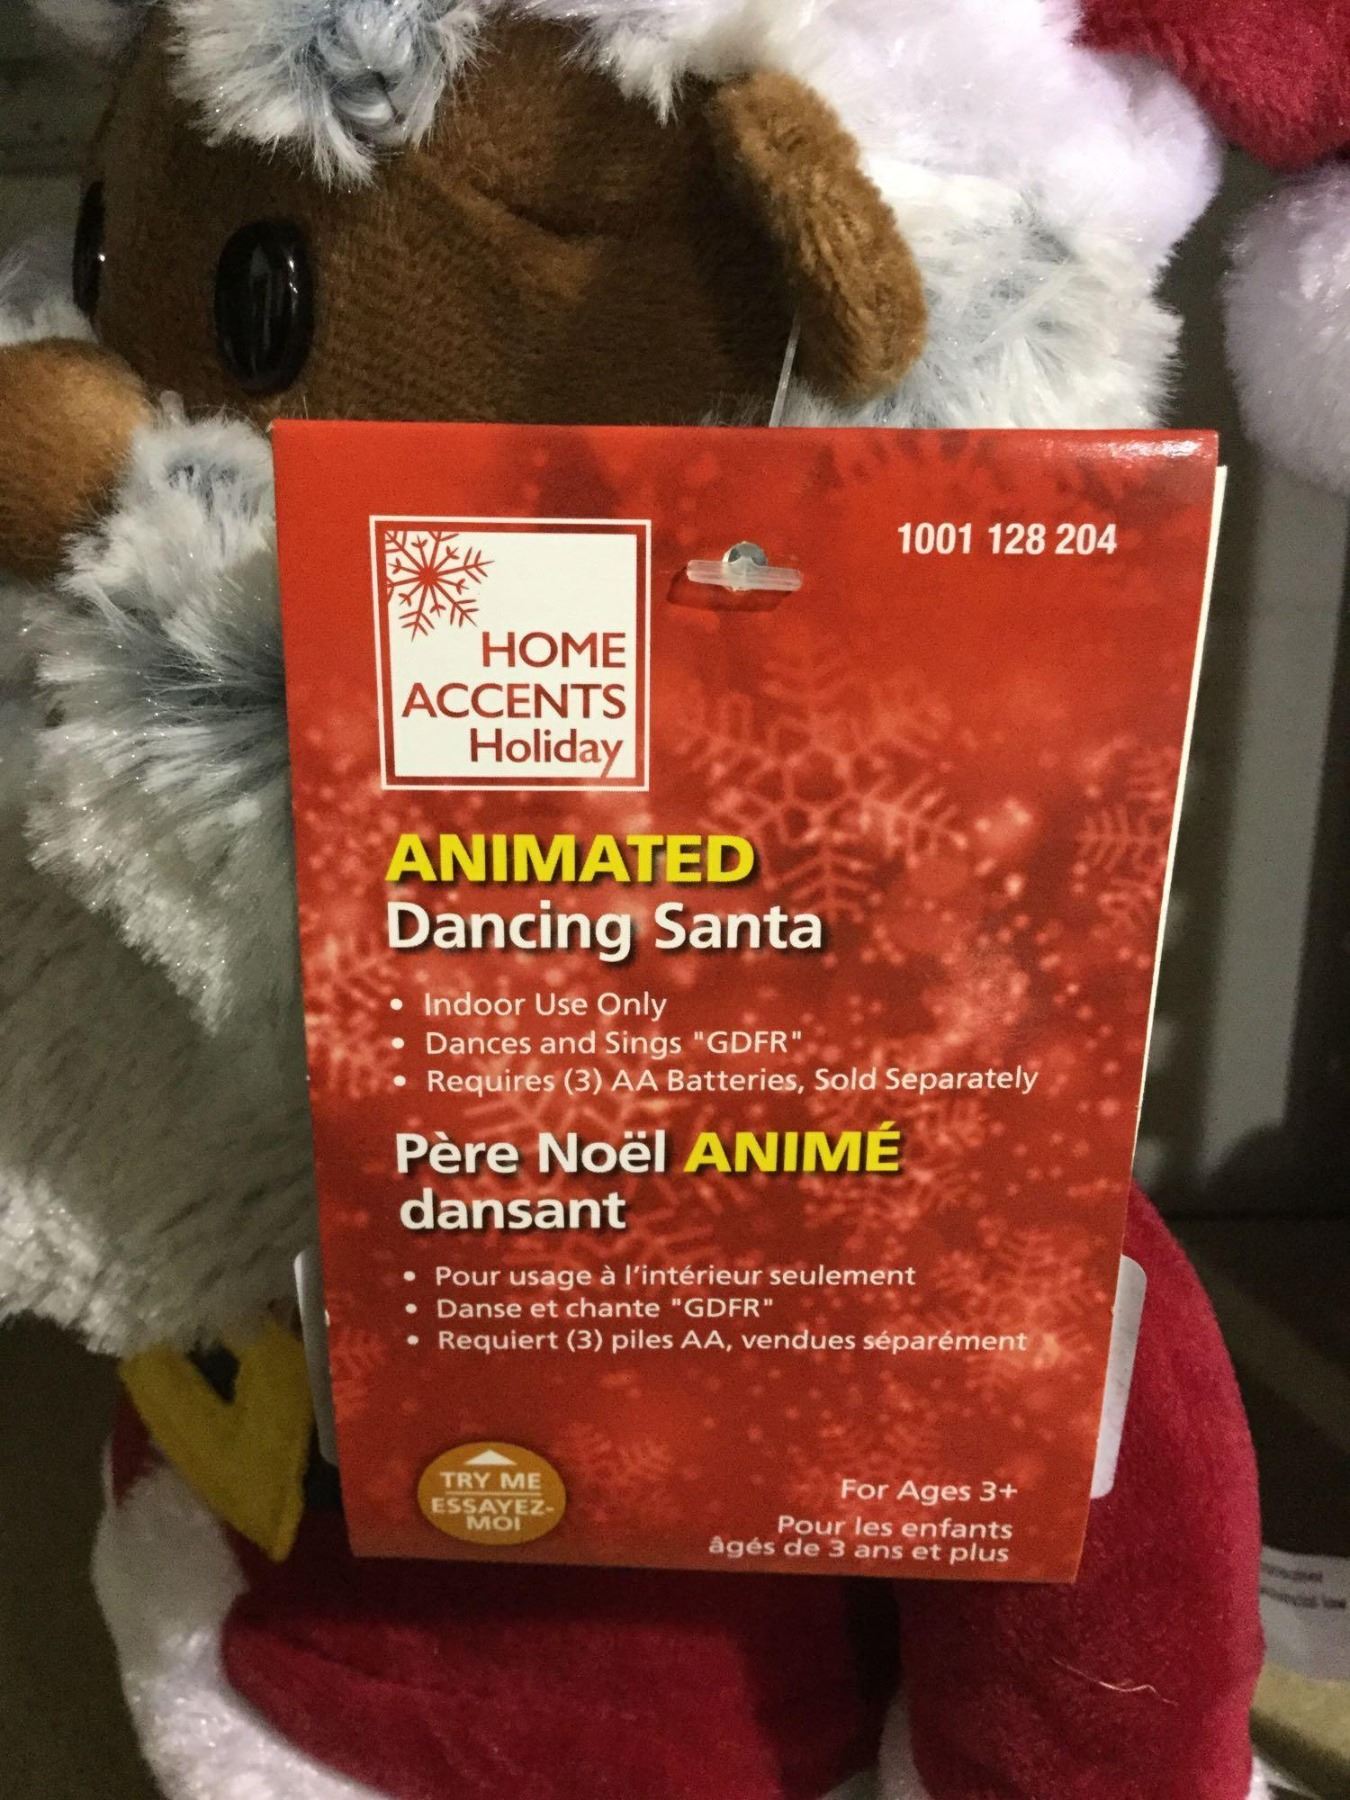 1001 128 204
HOME
ACCENTS
Holiday
ANIMATED
Dancing Santa
• Indoor Use Only
• Dances and Sings "GDFR"
• Requires (3) AA Batteries, Sold Separately
Père Noël ANIMÉ
dansant
• Pour usage à l'intérieur seulement
• Danse et chante "GDFR"
• Requiert (3) piles AA, vendues séparément
TRY ME
ESSAYEZ-
MOI
For Ages 3+
Pour les enfants
âgés de 3 ans et plus